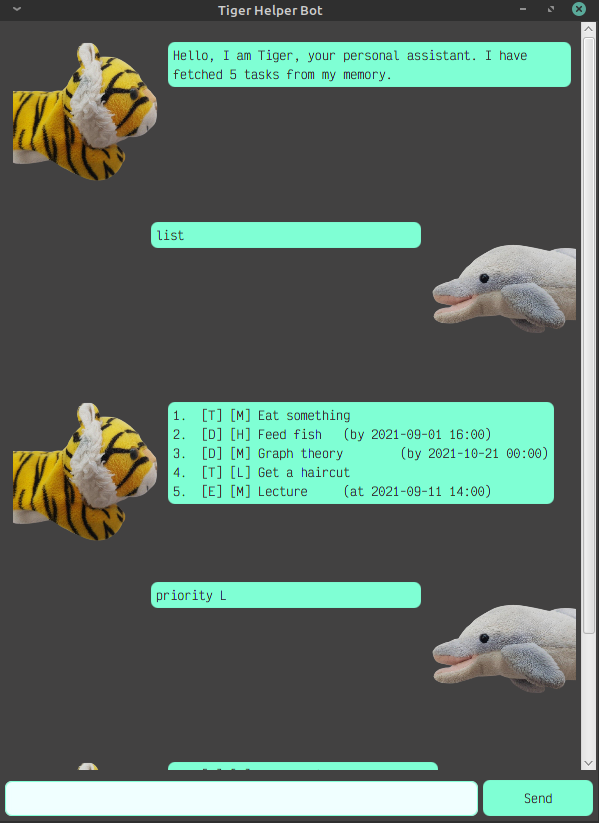 Tiger Helper Bot
Hello, I am Tiger, your personal assistant. I have
fetched 5 tasks from my memory.
list
1. [T][M] Eat something
2. [D][H] Feed fish (by 2021-09-01 16:00)
3. [D][M] Graph theory (by 2021-10-21 00:00)
4. [T][L] Get a haircut
5. [E][M] Lecture (at 2021-09-11 14:00)
priority L
Send